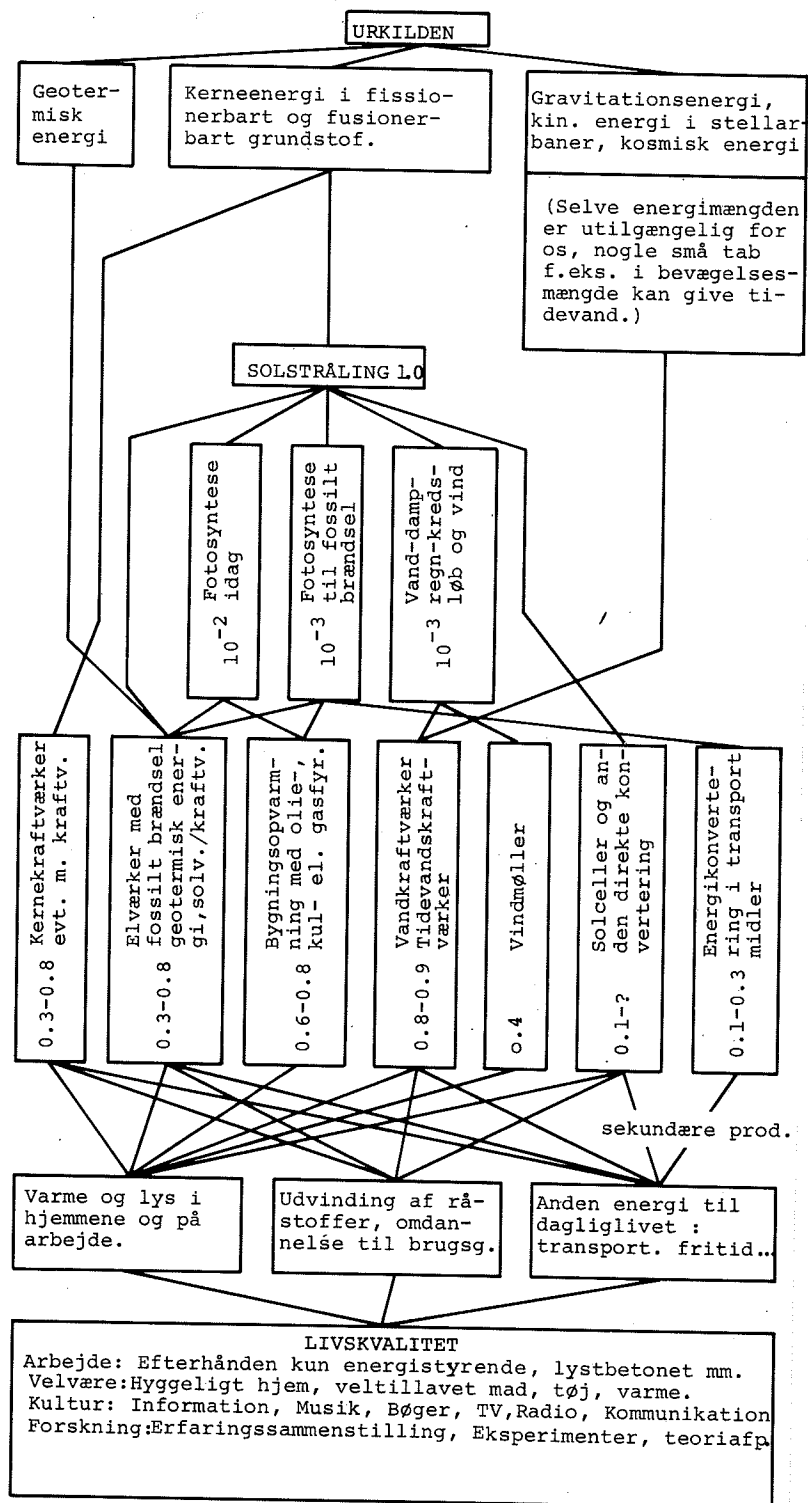 URKILDEN
Geoter-
misk
energi
Kerneenergi i fissio-
nerbart og fusioner-
bart grundstof.
Gravitationsenergi,
kin. energi i stellar-
baner, kosmisk energi
(Selve energimængden
er utilgængelig for
os, nogle små tab
f.eks. i bevægelses-
mængde kan give ti-
devand.)
SOLSTRÅLING 1.0
10⁻² Fotosyntese
idag
10⁻³ Fotosyntese
til fossilt
brændsel
Vand-damp-
10⁻³ regn-kreds-
løb og vind
0.3-0.8 Kernekraftværker
evt. m. kraftv.
Elværker med
fossilt brændsel
0.3-0.8 geotermisk ener-
gi,solv./kraftv.
Bygningsopvarm-
ning med olie-,
0.6-0.8 kul- el. gasfyr.
Vandkraftværker
0.8-0.9 Tidevandskraft-
værker
o.4 Vindmøller
Solceller og an-
0.1-? den direkte kon-
vertering
Energikonverte-
0.1-0.3 ring i transport
midler
sekundære prod.
Varme og lys i
hjemmene og på
arbejde.
Udvinding af rå-
stoffer, omdan-
nelse til brugsg.
Anden energi til
dagliglivet :
transport. fritid...
LIVSKVALITET
Arbejde: Efterhånden kun energistyrende, lystbetonet mm.
Velvære:Hyggeligt hjem, veltillavet mad, tøj, varme.
Kultur: Information, Musik, Bøger, TV,Radio, Kommunikation
Forskning:Erfaringssammenstilling, Eksperimenter, teoriafp.